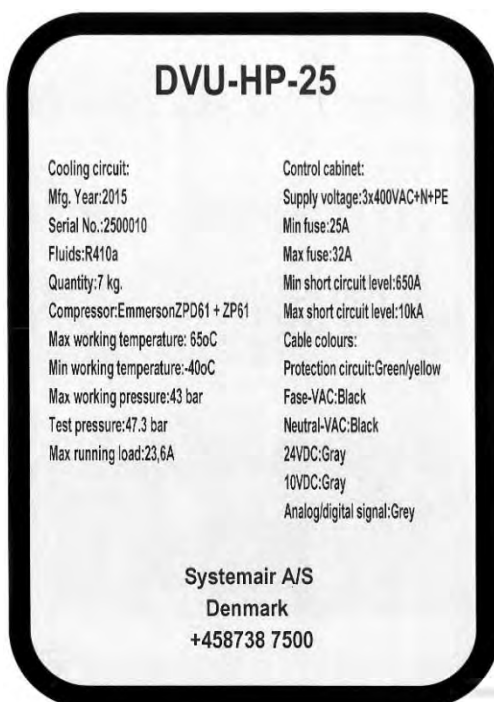 DVU-HP-25
Cooling circuit:
Mfg. Year:2015
Serial No.:2500010
Fluids:R410a
Quantity:7 kg.
Compressor:EmmersonZPD61 + ZP61
Max working temperature: 65oC
Min working temperature:-40oC
Max working pressure:43 bar
Test pressure:47.3 bar
Max running load:23,6A
Control cabinet:
Supply voltage:3x400VAC+N+PE
Min fuse:25A
Max fuse:32A
Min short circuit level:650A
Max short circuit level:10kA
Cable colours:
Protection circuit:Green/yellow
Fase-VAC:Black
Neutral-VAC:Black
24VDC:Gray
10VDC:Gray
Analog/digital signal:Grey
Systemair A/S
Denmark
+458738 7500